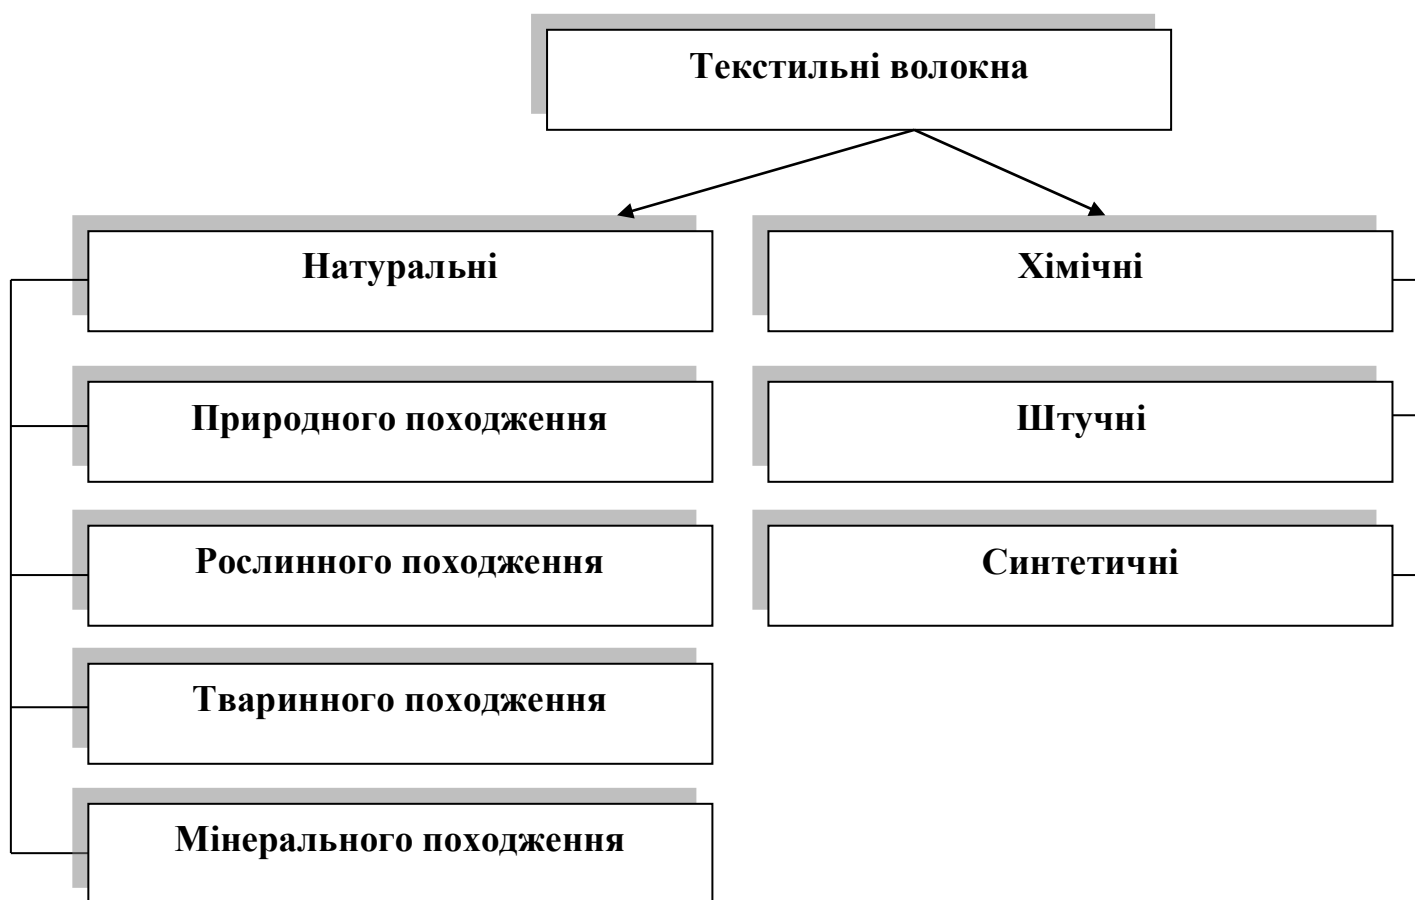 Текстильні волокна
Натуральні
Хімічні
Природного походження
Штучні
Рослинного походження
Синтетичні
Тваринного походження
Мінерального походження